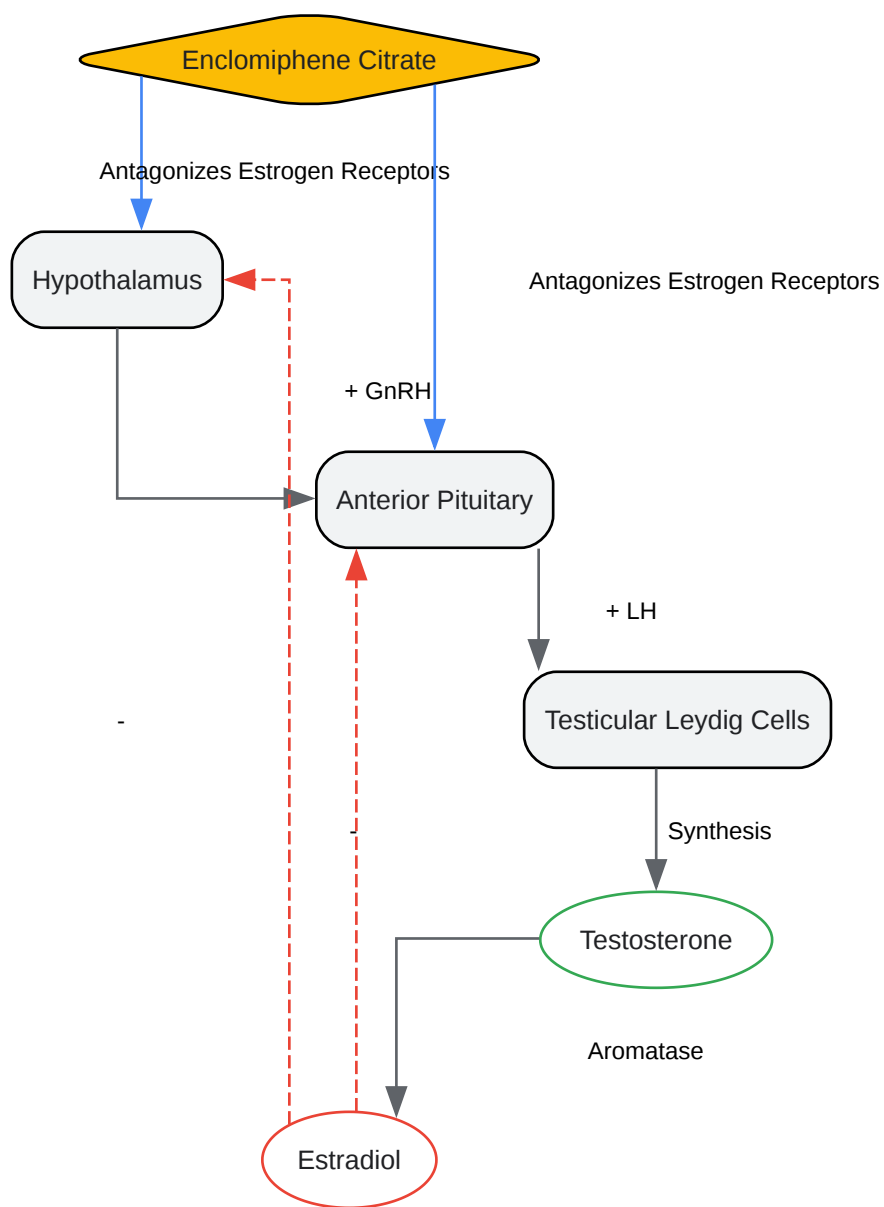 Enclomiphene Citrate
Antagonizes Estrogen Receptors
Hypothalamus
Antagonizes Estrogen Receptors
+ GnRH
Anterior Pituitary
+ LH
Testicular Leydig Cells
-
-
Synthesis
Testosterone
Aromatase
Estradiol